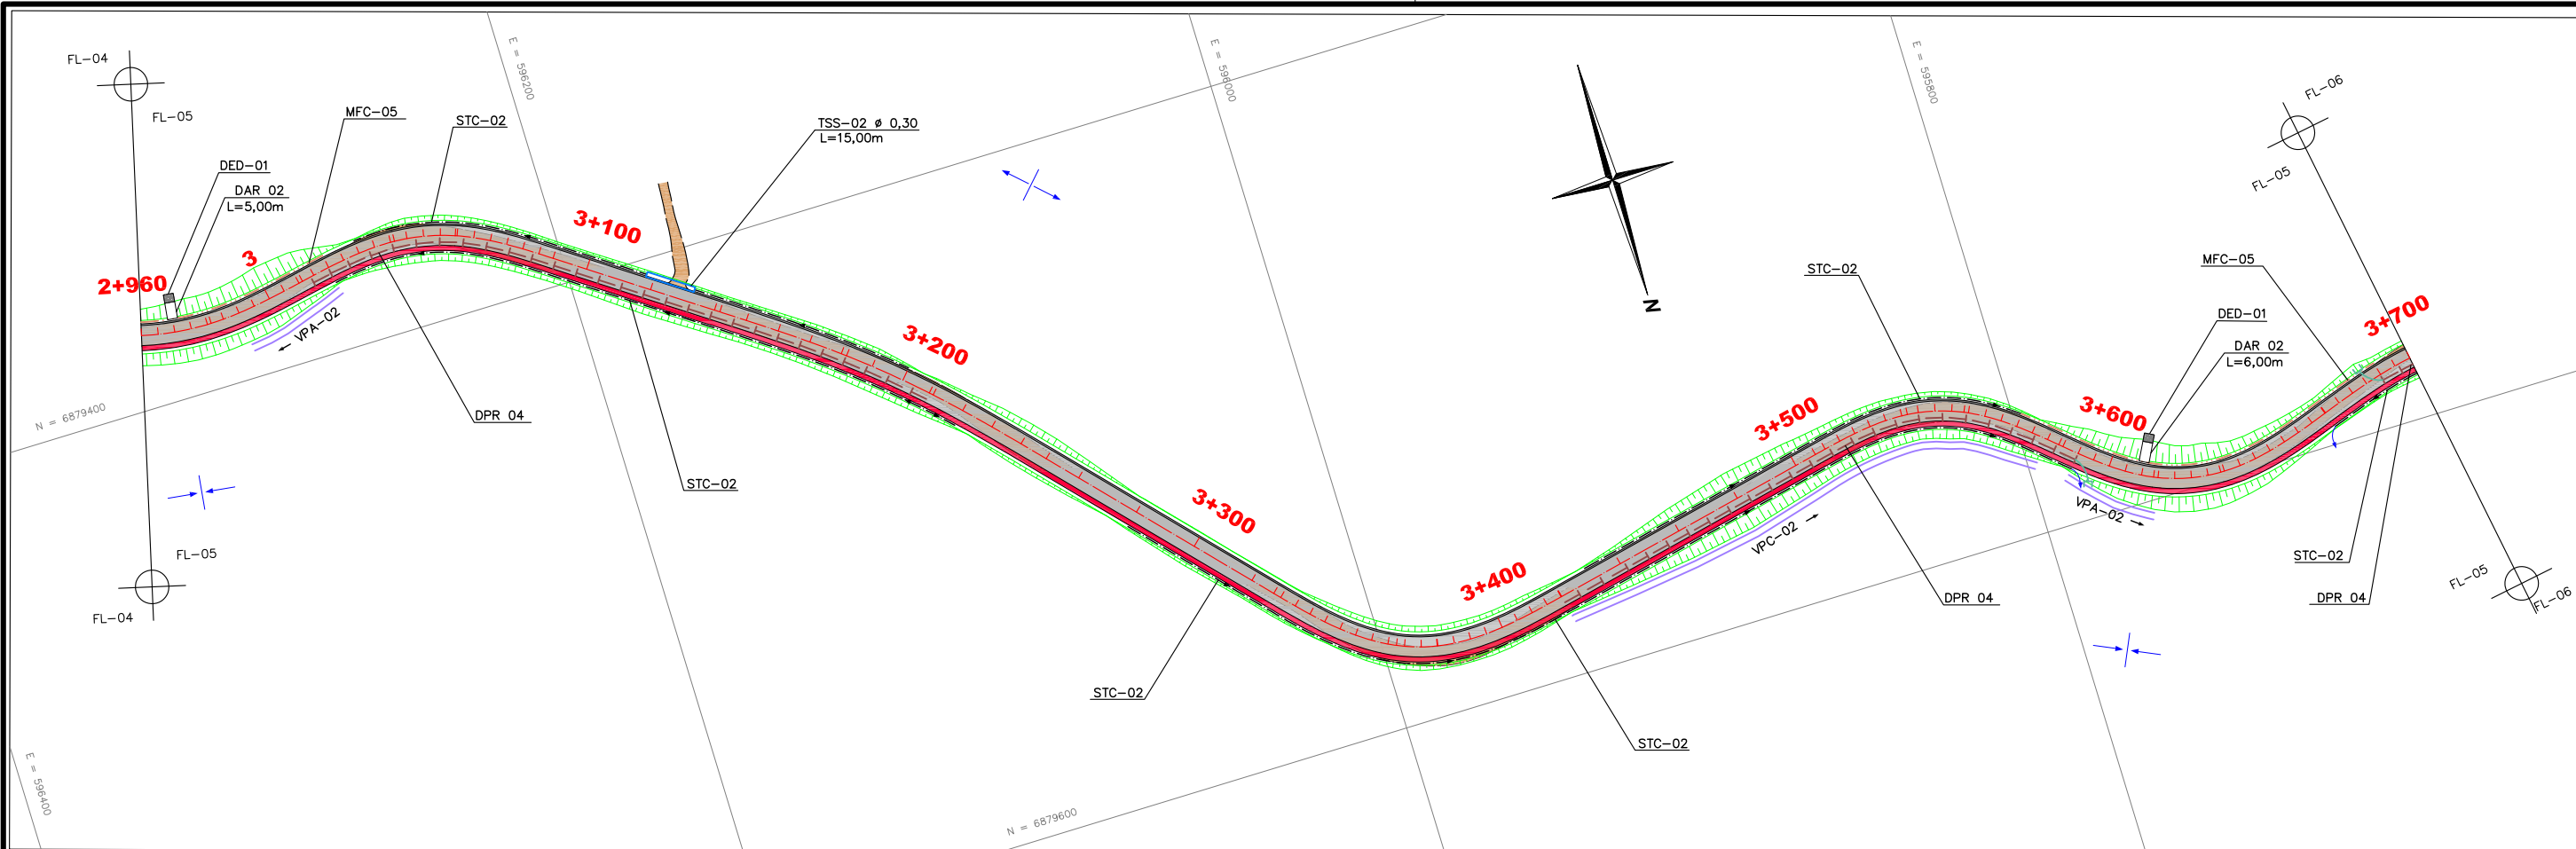 FL-04
FL-05
E = 596200
E = 596000
E = 595800
FL-06
FL-05
MFC-05
STC-02
TSS-02 ø 0,30
L=15,00m
DED-01
DAR 02
L=5,00m
3+100
3
2+960
VPA-02
3+200
N
STC-02
MFC-05
3+700
DED-01
DAR 02
L=6,00m
N = 6879400
DPR 04
3+500
3+600
STC-02
3+300
VPC-02
VPA-02
FL-05
FL-04
3+400
STC-02
DPR 04
DPR 04
FL-05
FL-06
STC-02
STC-02
E = 596400
N = 6879600